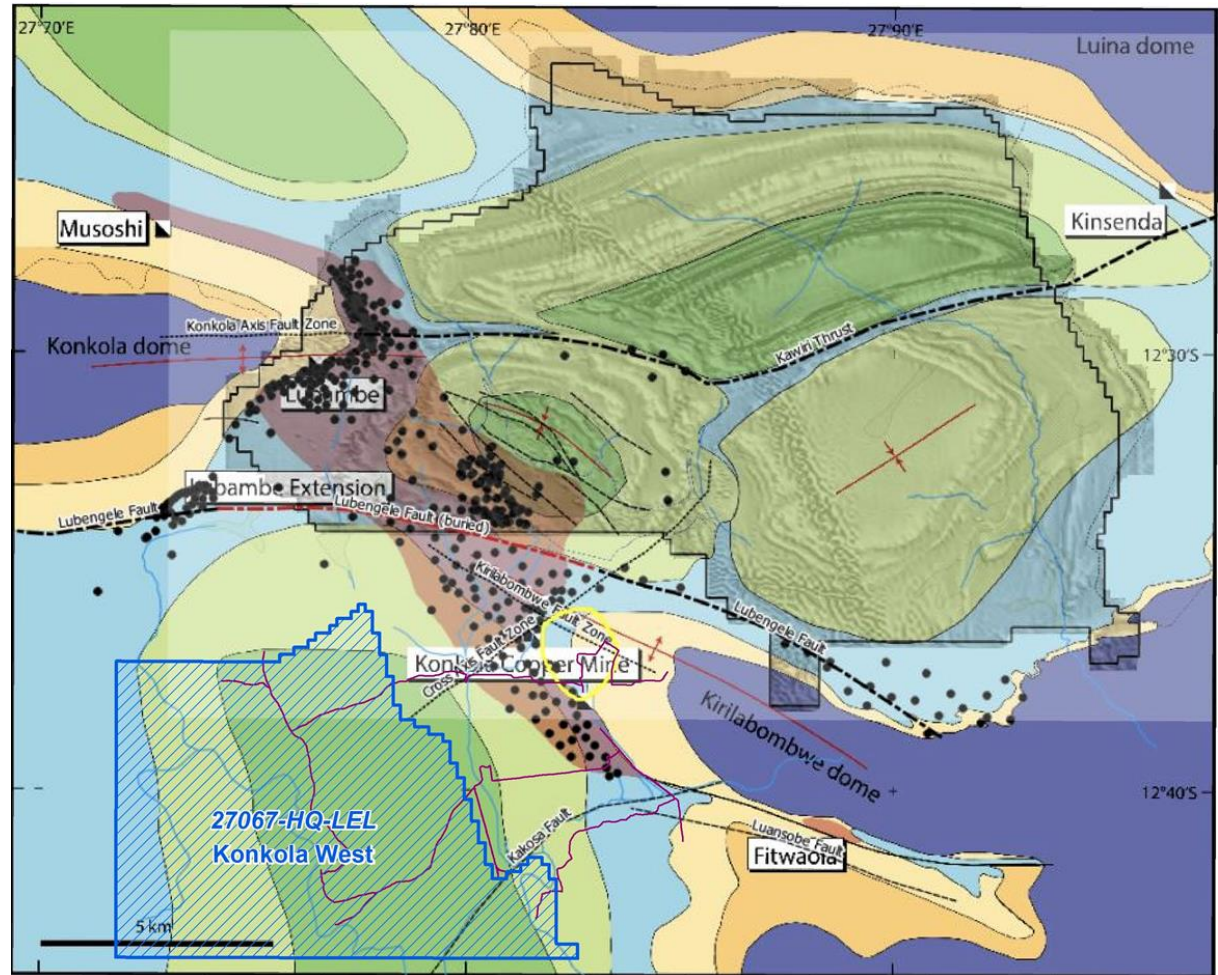 27°70'E
27°80'E
27°90'E
Luina dome
Musoshi
Kinsenda
Konkola Axis Fault Zone
Konkola dome
Kawiri Thrust
12°30'S
Extension
Lubengele Fault
Lubengele Fault (buried)
Kirilabombwe Fault Zone
Lubengele Fault
Cross Axis Fault Zone
Konkola Copper Mine
Kirilabombwe dome
12°40'S
27067-HQ-LEL
Konkola West
Kakosa Fault
Luansobe Fault
Fitwaola
5 km